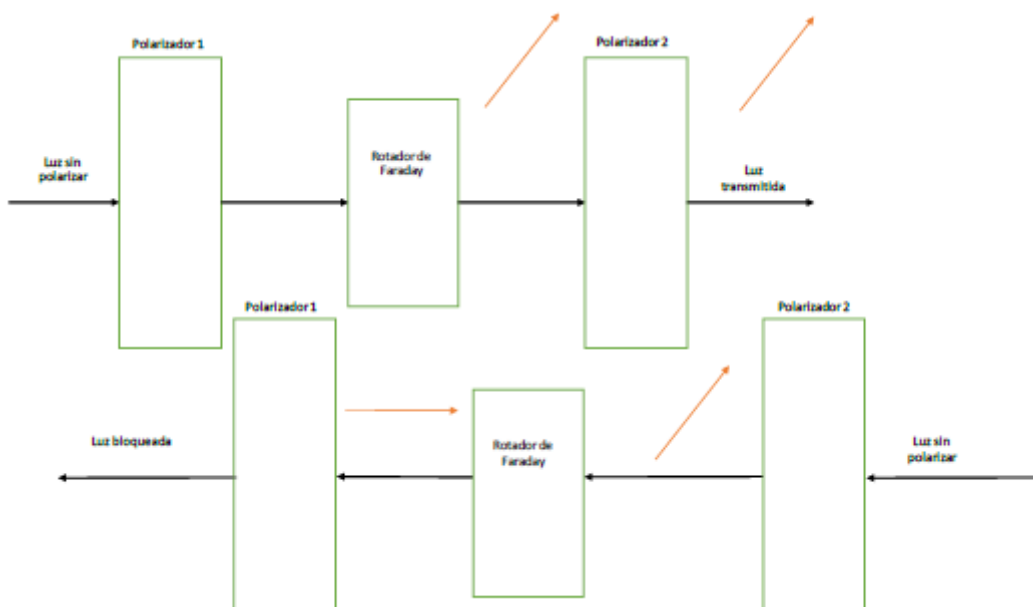 Polarizador 1
Polarizador 2
Luz sin
polarizar
Rotador de
Faraday
Luz
transmitida
Polarizador 1
Polarizador 2
Luz bloqueada
Rotador de
Faraday
Luz sin
polarizar